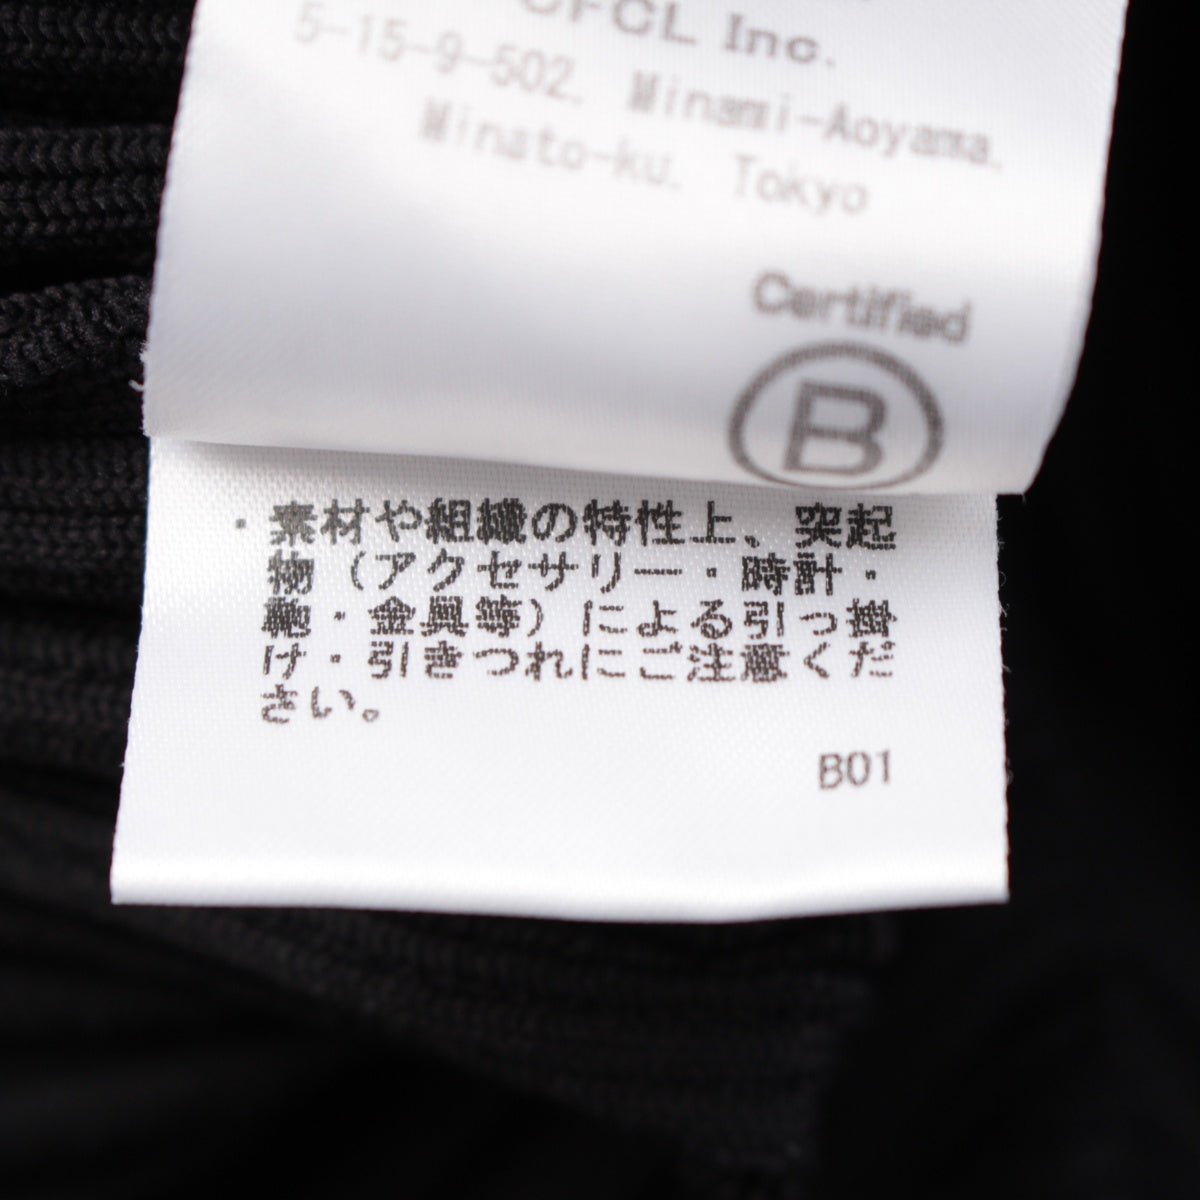 CFCL Inc.
5-15-9-502, Minami-Aoyama,
Minato-ku, Tokyo
Certified
B
・素材や組織の特性上、突起
物（アクセサリー・時計・
鞄・金具等）による引っ掛
け・引きつれにご注意くだ
さい。
B01